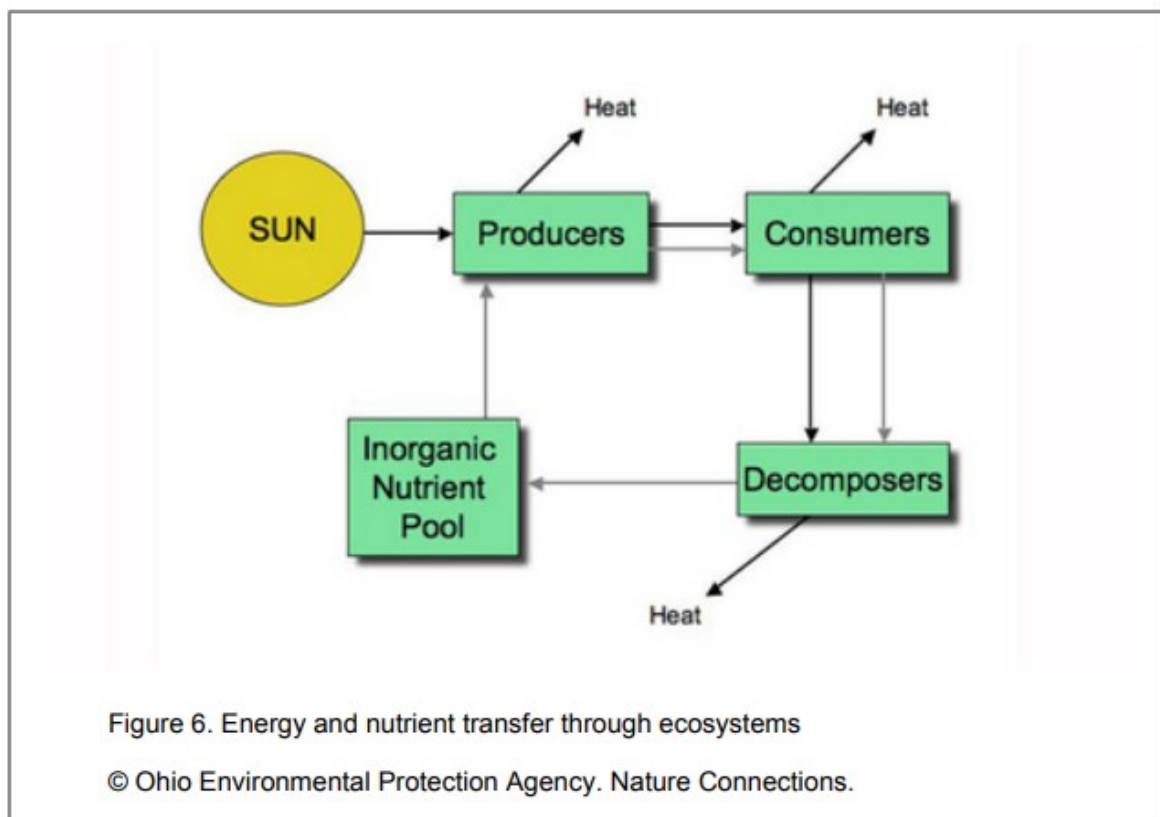 Heat
Heat
SUN
Producers
Consumers
Inorganic
Nutrient
Pool
Decomposers
Heat
Figure 6. Energy and nutrient transfer through ecosystems
© Ohio Environmental Protection Agency. Nature Connections.